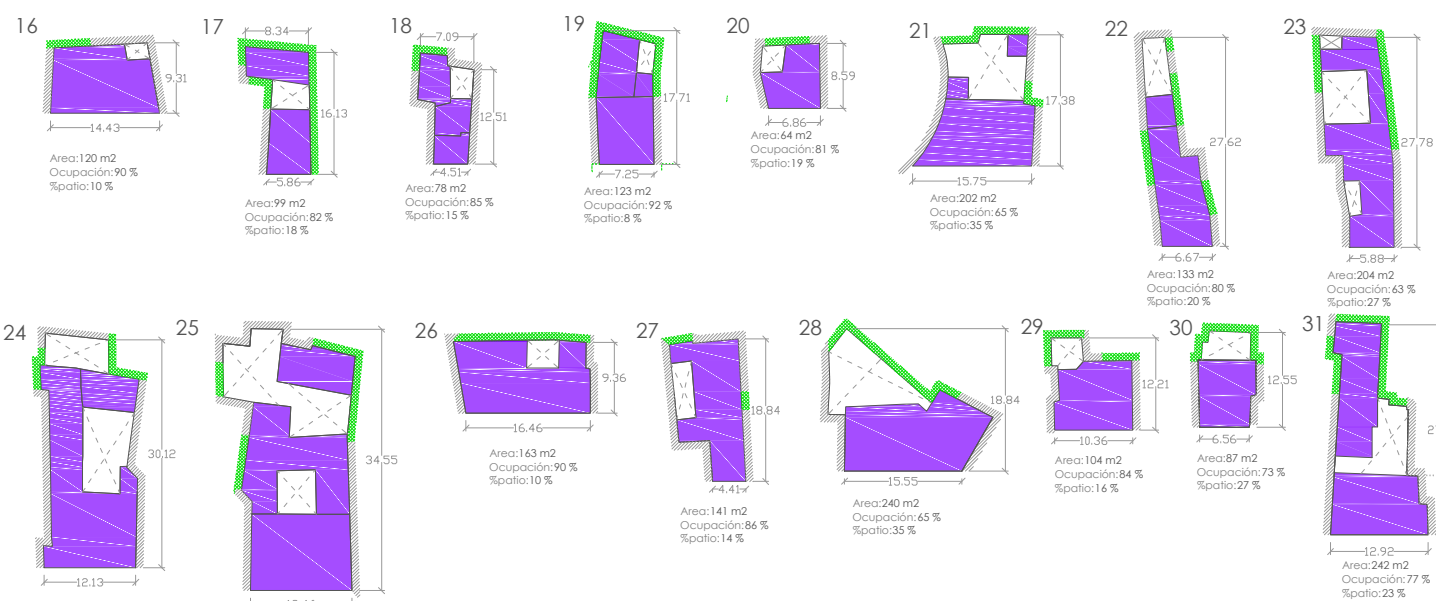 16
9.31
14.43
Area:120 m2
Ocupación:90 %
%patio:10 %
17
8.34
16.13
5.86
Area:99 m2
Ocupación:82 %
%patio:18 %
18
7.09
12.51
4.51
Area:78 m2
Ocupación:85 %
%patio:15 %
19
17.71
7.25
Area:123 m2
Ocupación:92 %
%patio:8 %
20
8.59
6.86
Area:64 m2
Ocupación:81 %
%patio:19 %
21
17.38
15.75
Area:202 m2
Ocupación:65 %
%patio:35 %
22
27.62
6.67
Area:133 m2
Ocupación:80 %
%patio:20 %
23
27.78
5.88
Area:204 m2
Ocupación:63 %
%patio:27 %
24
30.12
12.13
25
34.55
26
9.36
16.46
Area:163 m2
Ocupación:90 %
%patio:10 %
27
18.84
4.41
Area:141 m2
Ocupación:86 %
%patio:14 %
28
18.84
15.55
Area:240 m2
Ocupación:65 %
%patio:35 %
29
12.21
10.36
Area:104 m2
Ocupación:84 %
%patio:16 %
30
12.55
6.56
Area:87 m2
Ocupación:73 %
%patio:27 %
31
2
12.92
Area:242 m2
Ocupación:77 %
%patio:23 %